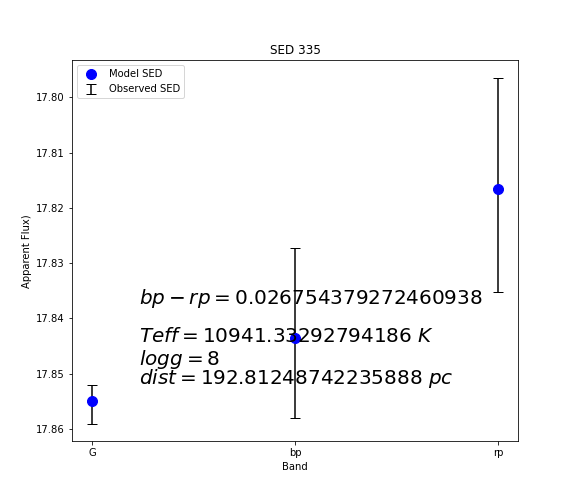 SED 335
Model SED
Observed SED
17.80
17.81
17.82
17.83
17.84
17.85
17.86
Apparent Flux)
bp − rp = 0.026754379272460938
Teff = 10941.33292794186 K
logg = 8
dist = 192.81248742235888 pc
G bp rp
Band